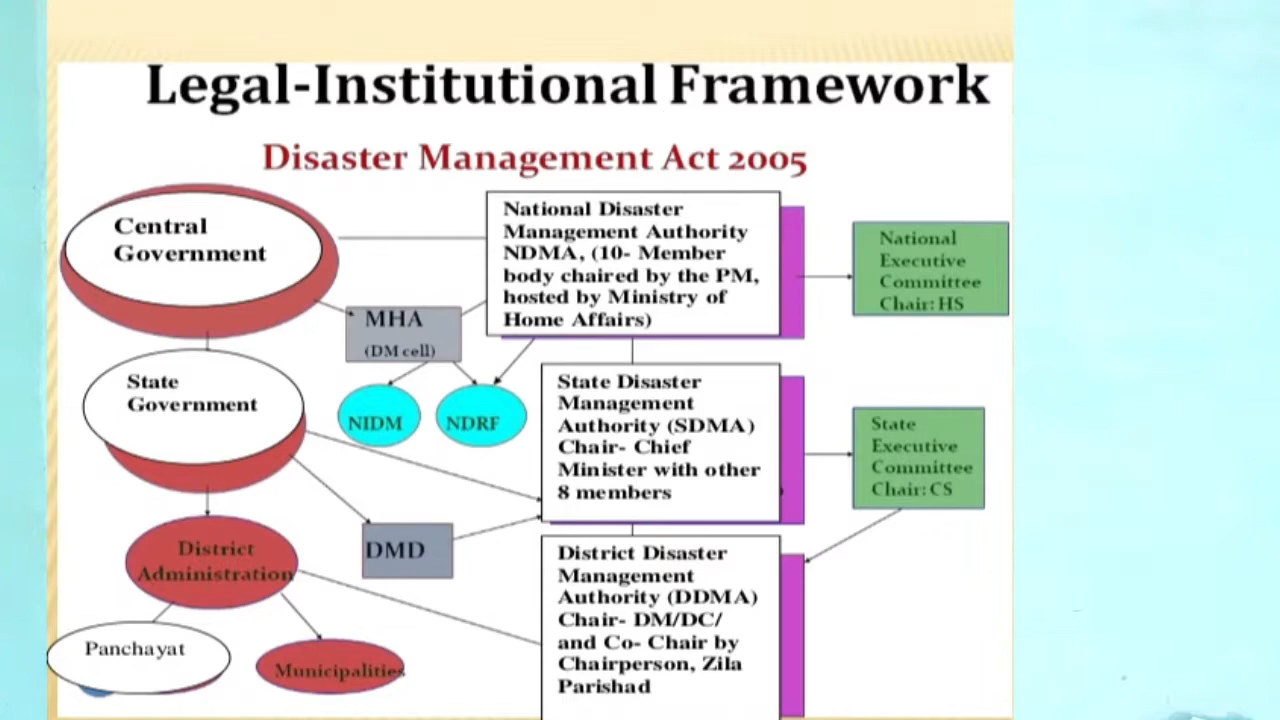 Legal-Institutional Framework
Disaster Management Act 2005
Central
Government
National Disaster
Management Authority
NDMA, (10- Member
body chaired by the PM,
hosted by Ministry of
Home Affairs)
National
Executive
Committee
Chair: HS
MHA
(DM cell)
State
Government
NIDM
NDRF
State Disaster
Management
Authority (SDMA)
Chair- Chief
Minister with other
8 members
State
Executive
Committee
Chair: CS
District
Administration
DMD
District Disaster
Management
Authority (DDMA)
Chair- DM/DC/
and Co- Chair by
Chairperson, Zila
Parishad
Panchayat
Municipalities